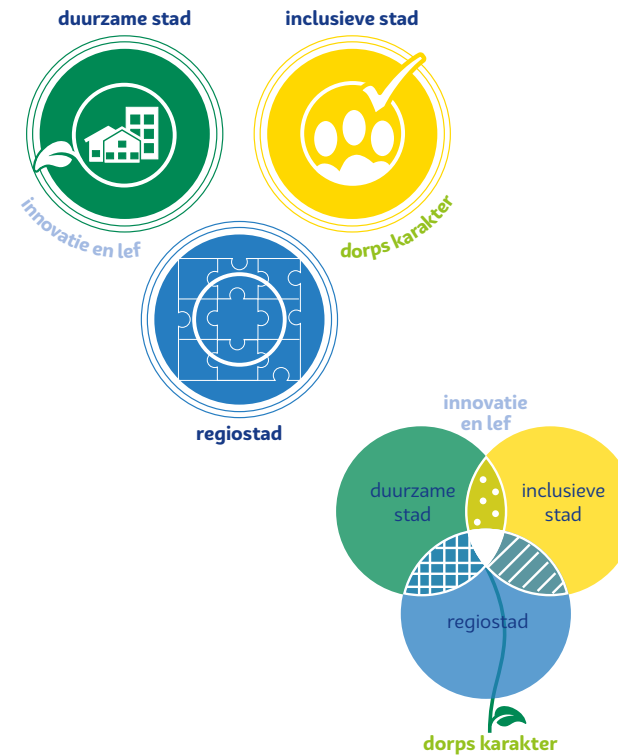 duurzame stad
inclusieve stad
innovatie en lef
dorps karakter
regiostad
innovatie
en lef
duurzame
stad
inclusieve
stad
regiostad
dorps karakter